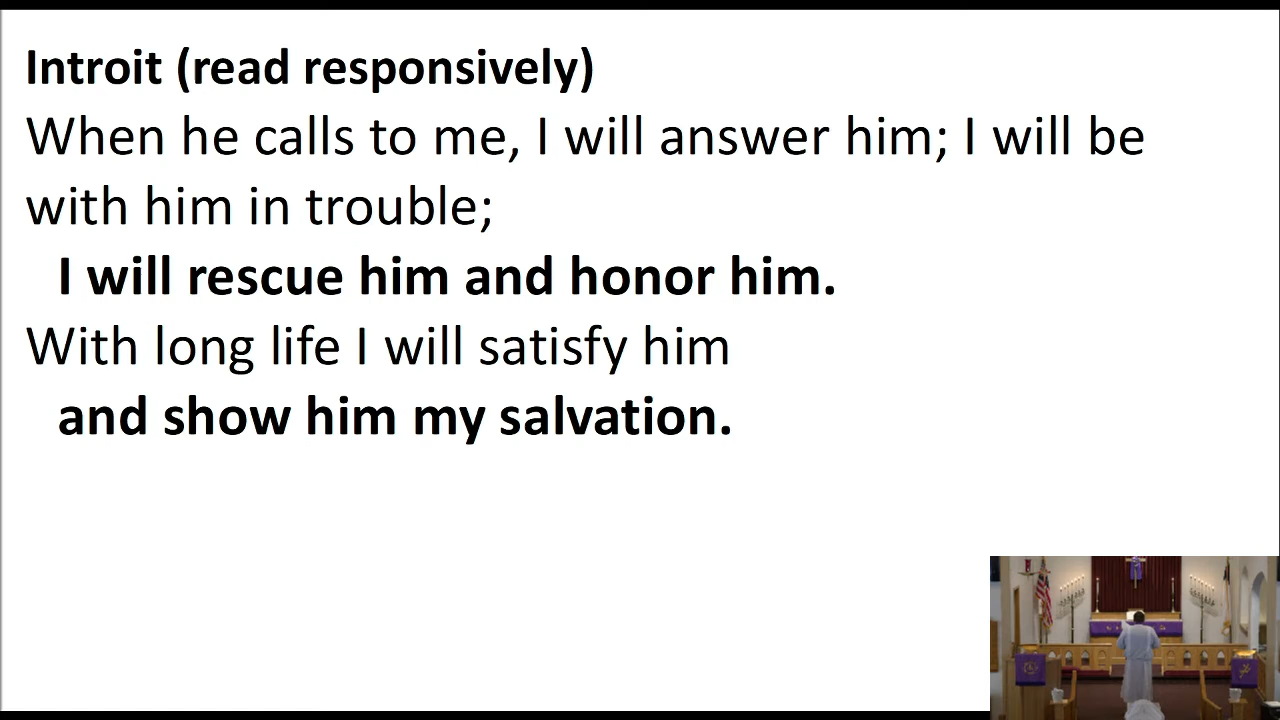 Introit (read responsively)
When he calls to me, I will answer him; I will be
with him in trouble;
I will rescue him and honor him.
With long life I will satisfy him
and show him my salvation.